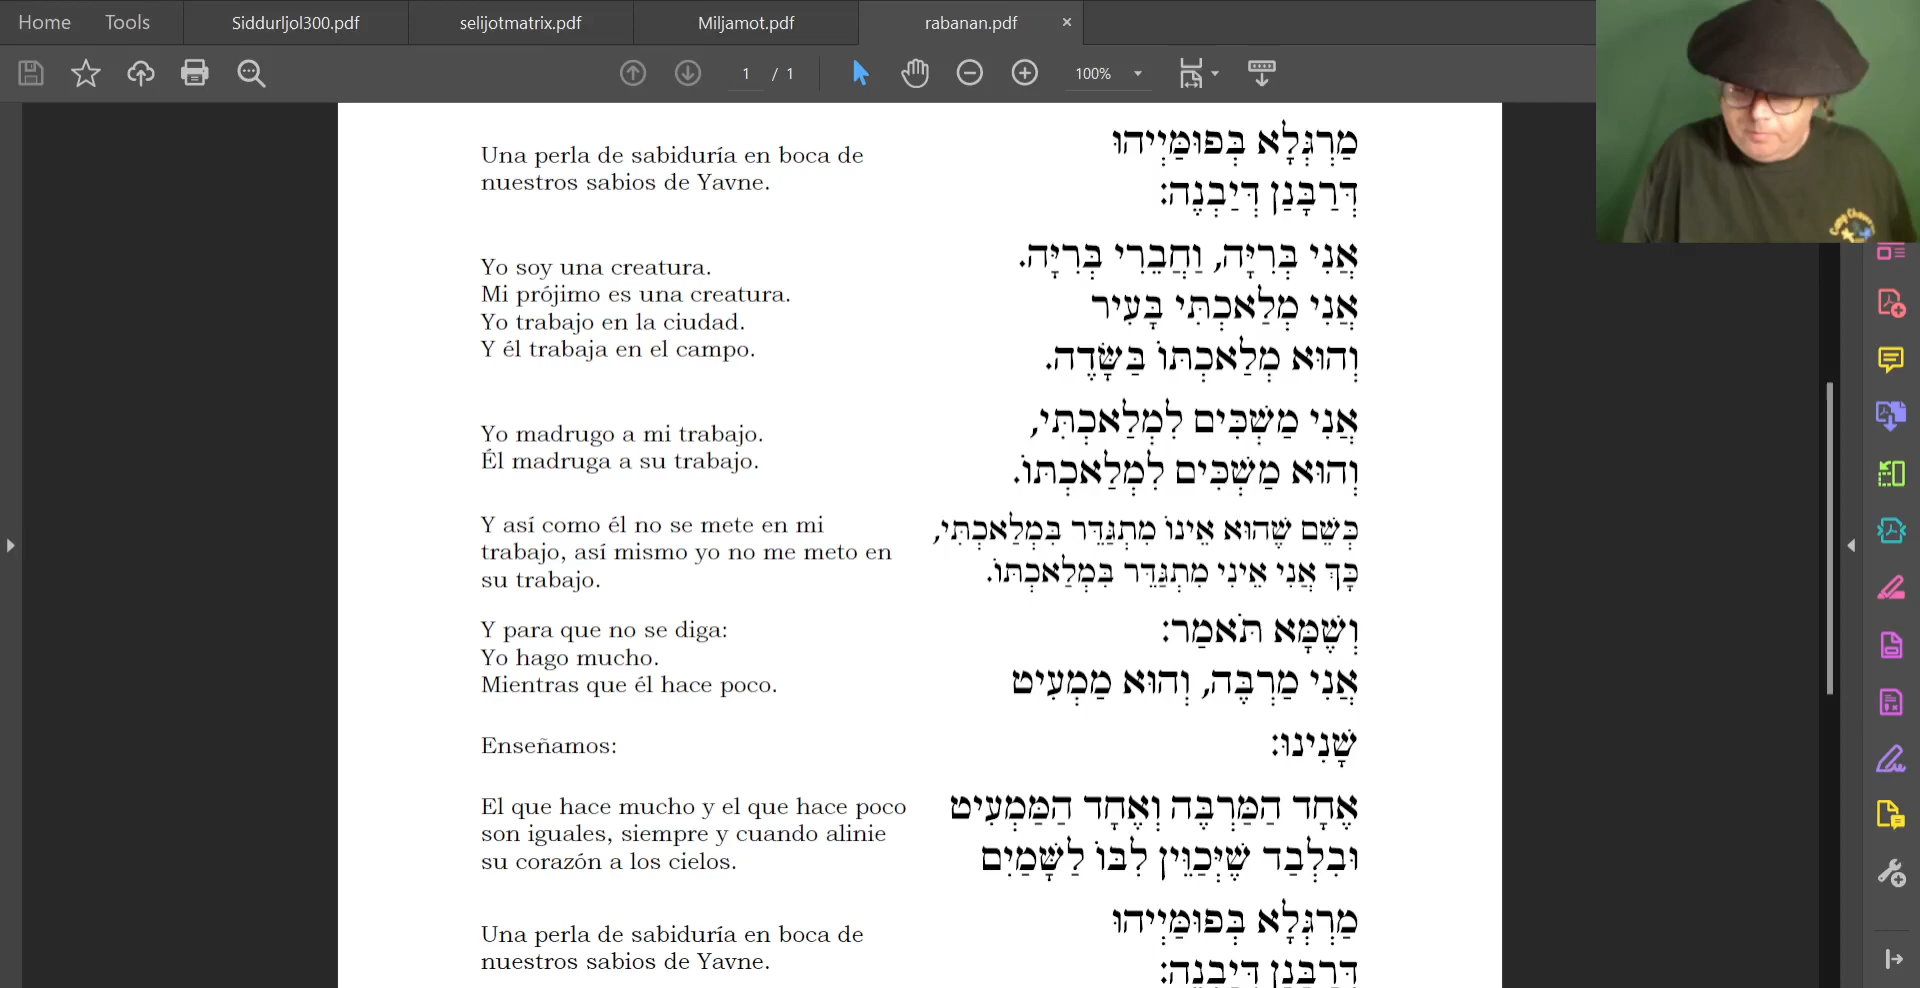 Home Tools Siddurljol300.pdf selijotmatrix.pdf Miljamot.pdf rabanan.pdf ×
1 / 1 100%
Una perla de sabiduría en boca de
nuestros sabios de Yavne.
מַרְגְּלָא בְּפוּמַּיְיהוּ
דְּרַבָּנַן דְּיַבְנֶה:
Yo soy una creatura.
Mi prójimo es una creatura.
Yo trabajo en la ciudad.
Y él trabaja en el campo.
אֲנִי בְּרִיָּה, וַחֲבֵרִי בְּרִיָּה.
אֲנִי מְלַאכְתִּי בָּעִיר
וְהוּא מְלַאכְתּוֹ בַּשָּׂדֶה.
Yo madrugo a mi trabajo.
Él madruga a su trabajo.
אֲנִי מַשְׁכִּים לִמְלַאכְתִּי,
וְהוּא מַשְׁכִּים לִמְלַאכְתּוֹ.
Y así como él no se mete en mi
trabajo, así mismo yo no me meto en
su trabajo.
כְּשֵׁם שֶׁהוּא אֵינוֹ מִתְגַּדֵּר בִּמְלַאכְתִּי,
כָּךְ אֲנִי אֵינִי מִתְגַּדֵּר בִּמְלַאכְתּוֹ.
Y para que no se diga:
Yo hago mucho.
Mientras que él hace poco.
וְשֶׁמָּא תֹּאמַר:
אֲנִי מַרְבֶּה, וְהוּא מַמְעִיט
Enseñamos:
שָׁנִינוּ:
El que hace mucho y el que hace poco
son iguales, siempre y cuando alinie
su corazón a los cielos.
אֶחָד הַמַּרְבֶּה וְאֶחָד הַמַּמְעִיט
וּבִלְבַד שֶׁיְּכַוֵּין לִבּוֹ לַשָּׁמַיִם
Una perla de sabiduría en boca de
nuestros sabios de Yavne.
מַרְגְּלָא בְּפוּמַּיְיהוּ
דְּרַבָּנַן דְּיַבְנֶה: